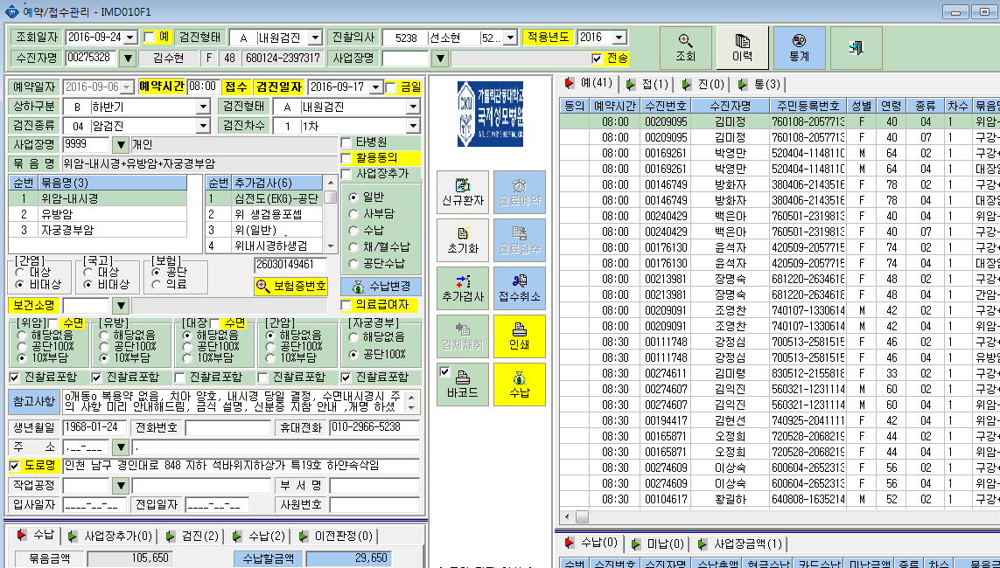 예약/접수관리 - IMD010F1
조회일자 2016-09-24 예 검진형태 A 내원검진 진찰의사 5238 선소현 52... 적용년도 2016
수진자명 00275328 김수현 F 48 680124-2397317 사업장명 전송
조회 이력 통계
예약일자 2016-09-06 예약시간 08:00 접수 검진일자 2016-09-17 금일
상하구분 B 하반기 검진형태 A 내원검진
검진종류 04 암검진 검진차수 1 1차
사업장명 9999 개인 타병원
묶 음 명 위암-내시경+유방암+자궁경부암 활용동의
사업장추가
순번 묶음명(3)
1 위암-내시경
2 유방암
3 자궁경부암
순번 추가검사(6)
1 심전도(EKG)-공단
2 위 생검용포셉
3 위(일반)
4 위내시경하생검
일반
사부담
수납
채/혈수납
공단수납
[간염] 대상 비대상
[국고] 대상 비대상
[보험] 공단 의료
26030149461
보험증번호 수납변경
보건소명 의료급여자
[위암] 수면 해당없음 공단100% 10%부담
[유방] 해당없음 공단100% 10%부담
[대장] 수면 해당없음 공단100% 10%부담
[간암] 해당없음 공단100% 10%부담
[자궁경부] 해당없음 공단100%
진찰료포함 진찰료포함 진찰료포함 진찰료포함 진찰료포함
참고사항 o개동o 복용약 없음, 치마 양호, 내시경 당일 결정, 수면내시경시 주
의 사항 미리 안내해드림, 금식 설명, 신분증 지참 안내 ,개명 하셨
생년월일 1968-01-24 전화번호 휴대전화 010-2966-5238
주 소 .__-___ .
도로명 인천 남구 경인대로 848 지하 석바위지하상가 특19호 하얀속삭임
작업공정 부 서 명
입사일자 ____-__-__ 전입일자 ____-__-__ 사원번호
수납 사업장추가(0) 검진(2) 수납(2) 이전판정(0)
묶음금액 105,650 수납할금액 29,650
CKU
가톨릭관동대학교
국제성모병원
INT'L ST. MARY'S HOSPITAL
신규환자 진료예약
초기화 진료접수
추가검사 접수취소
검체채취 인쇄
바코드 수납
예(41) 접(1) 진(0) 통(3)
동의 예약시간 수진번호 수진자명 주민등록번호 성별 연령 종류 차수 묶음명
08:00 00209095 김미정 760108-2057713 F 40 04 1 위암-
08:00 00209095 김미정 760108-2057713 F 40 02 1 구강+
08:00 00169261 박영만 520404-1148110 M 64 02 1 구강+
08:00 00169261 박영만 520404-1148110 M 64 04 1 대장암
08:00 00146749 방화자 380406-2143516 F 78 02 1 구강+
08:00 00146749 방화자 380406-2143516 F 78 04 1 대장암
08:00 00240429 백은아 760501-2319813 F 40 04 1 위암-
08:00 00240429 백은아 760501-2319813 F 40 07 1 구강+
08:00 00176130 윤석자 420509-2057715 F 74 02 1 구강+
08:00 00176130 윤석자 420509-2057715 F 74 04 1 대장암
08:00 00213981 장명숙 681220-2634618 F 48 02 1 구강+
08:00 00213981 장명숙 681220-2634618 F 48 04 1 간암-
08:00 00209091 조영찬 740107-1330614 M 42 02 1 구강+
08:00 00209091 조영찬 740107-1330614 M 42 04 1 위암-
08:30 00111748 강정심 700513-2581515 F 46 02 1 구강+
08:30 00111748 강정심 700513-2581515 F 46 04 1 유방암
08:30 00274611 김미령 830512-2155818 F 33 02 1 구강+
08:30 00274607 김익진 560321-1231114 M 60 02 1 구강+
08:30 00274607 김익진 560321-1231114 M 60 04 1 위암-
08:30 00194417 김현선 740925-2041111 F 42 04 1 위암-
08:30 00165871 오정희 720528-2068219 F 44 02 1 구강+
08:30 00165871 오정희 720528-2068219 F 44 04 1 위암-
08:30 00274609 이상숙 600604-2652313 F 56 02 1 구강+
08:30 00274609 이상숙 600604-2652313 F 56 04 1 위암-
08:30 00104617 황길하 640808-1635214 M 52 02 1 구강+
수납(0) 미납(0) 사업장금액(1)
수번 수진번호 수진자명 수납총액 현금수납 카드수납 미납금액 종류 차수 묶음